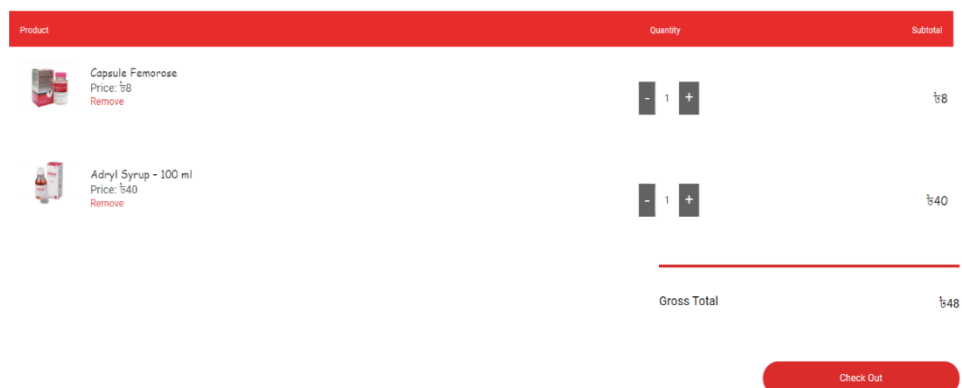 Product Quantity Subtotal
Capsule Femorose
Price: ৳8
Remove
- 1 + ৳8
Adryl Syrup - 100 ml
Price: ৳40
Remove
- 1 + ৳40
Gross Total ৳48
Check Out